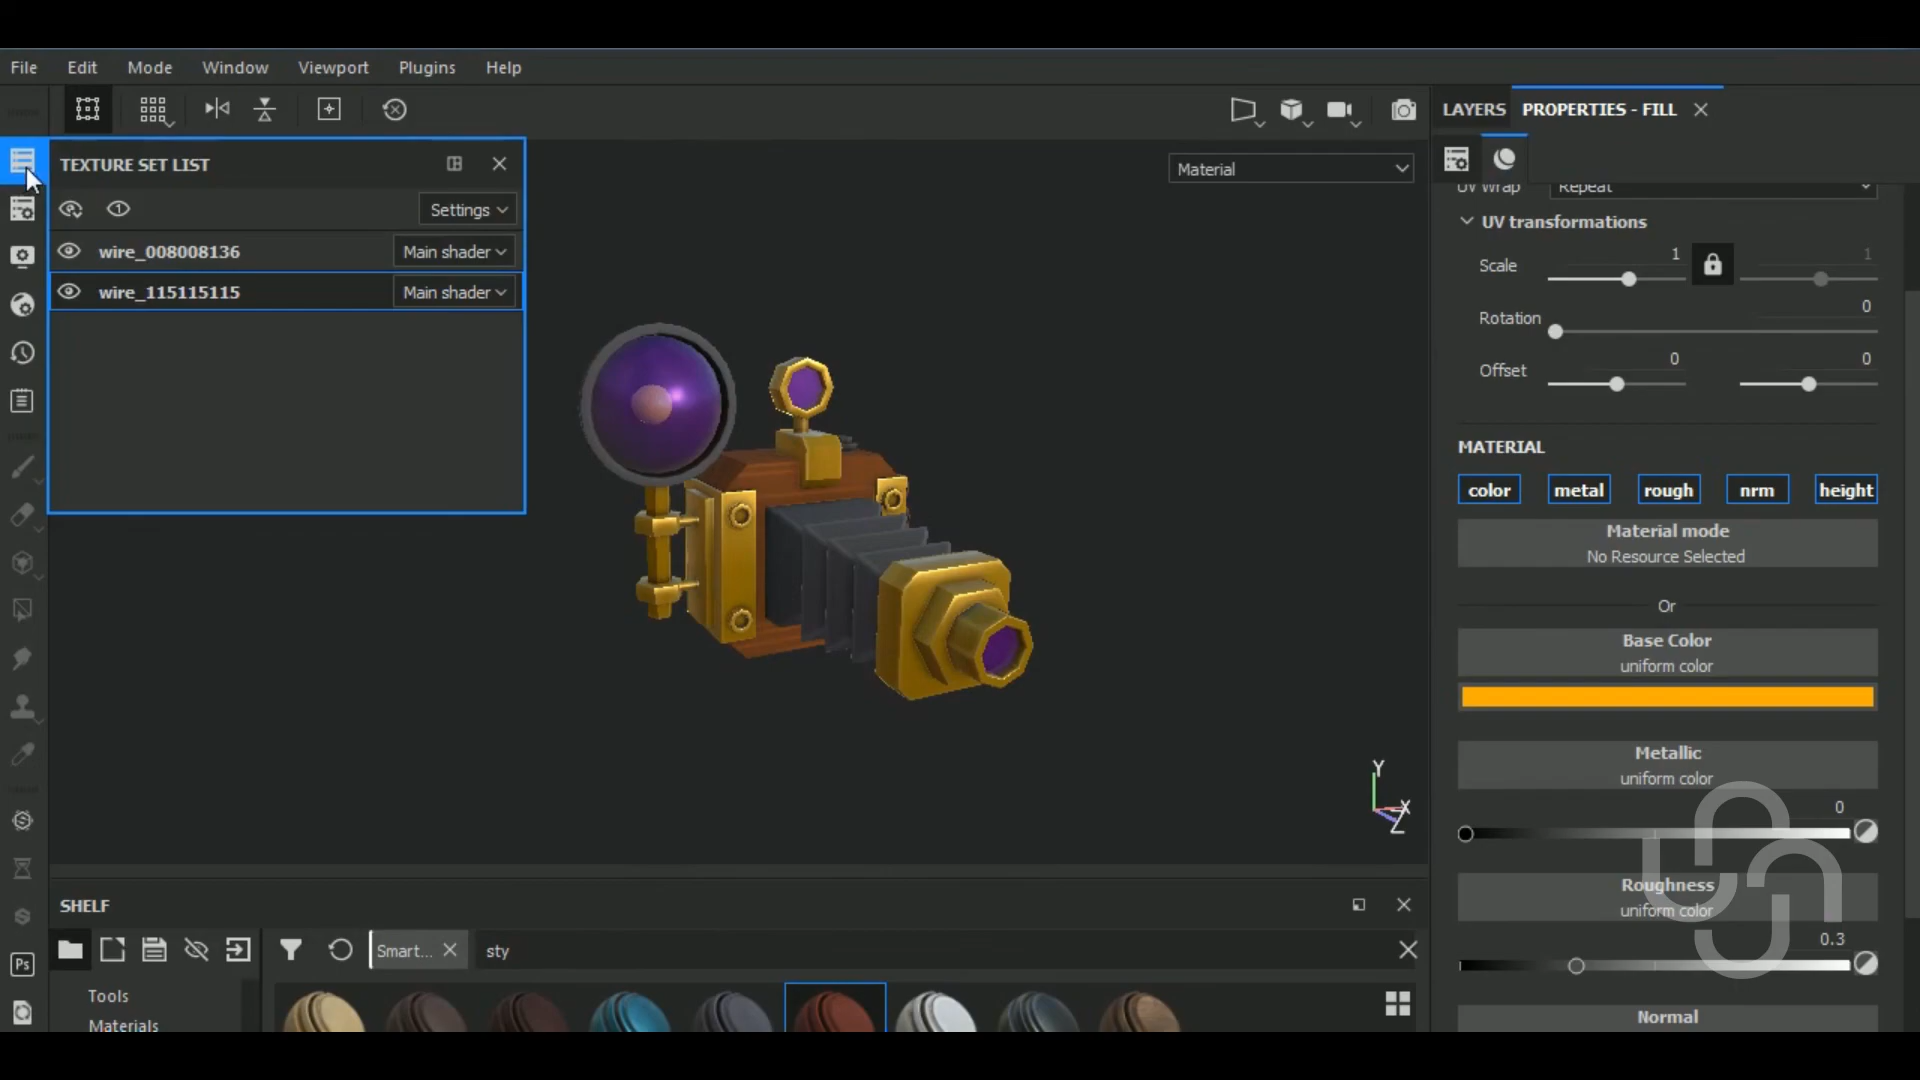 File Edit Mode Window Viewport Plugins Help
LAYERS PROPERTIES - FILL
TEXTURE SET LIST
Settings
wire_008008136 Main shader
wire_115115115 Main shader
Material
UV Wrap Repeat
UV transformations
Scale 1 1
Rotation 0
Offset 0 0
MATERIAL
color metal rough nrm height
Material mode
No Resource Selected
Or
Base Color
uniform color
Metallic
uniform color
0
Roughness
uniform color
0.3
Normal
Y
X
Z
SHELF
Smart... sty
Tools
Materials
Ps